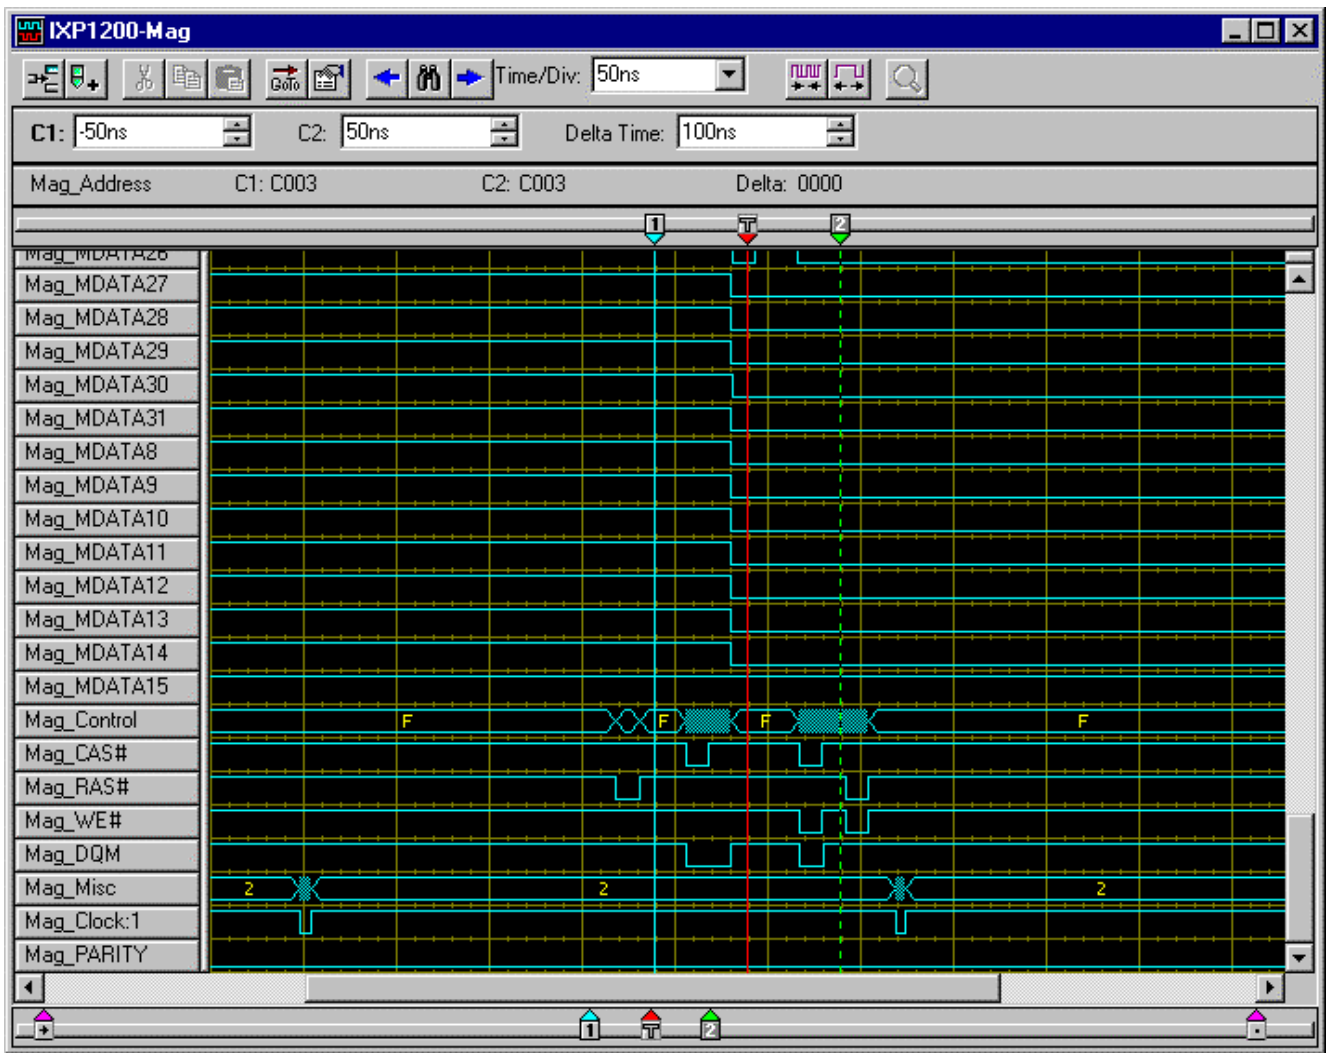 IXP1200-Mag
GoTo Time/Div: 50ns
C1: -50ns C2: 50ns Delta Time: 100ns
Mag_Address C1: C003 C2: C003 Delta: 0000
1 T 2
Mag_MDATA26
Mag_MDATA27
Mag_MDATA28
Mag_MDATA29
Mag_MDATA30
Mag_MDATA31
Mag_MDATA8
Mag_MDATA9
Mag_MDATA10
Mag_MDATA11
Mag_MDATA12
Mag_MDATA13
Mag_MDATA14
Mag_MDATA15
Mag_Control F F F F
Mag_CAS#
Mag_RAS#
Mag_WE#
Mag_DQM
Mag_Misc 2 2 2
Mag_Clock:1
Mag_PARITY
1 T 2